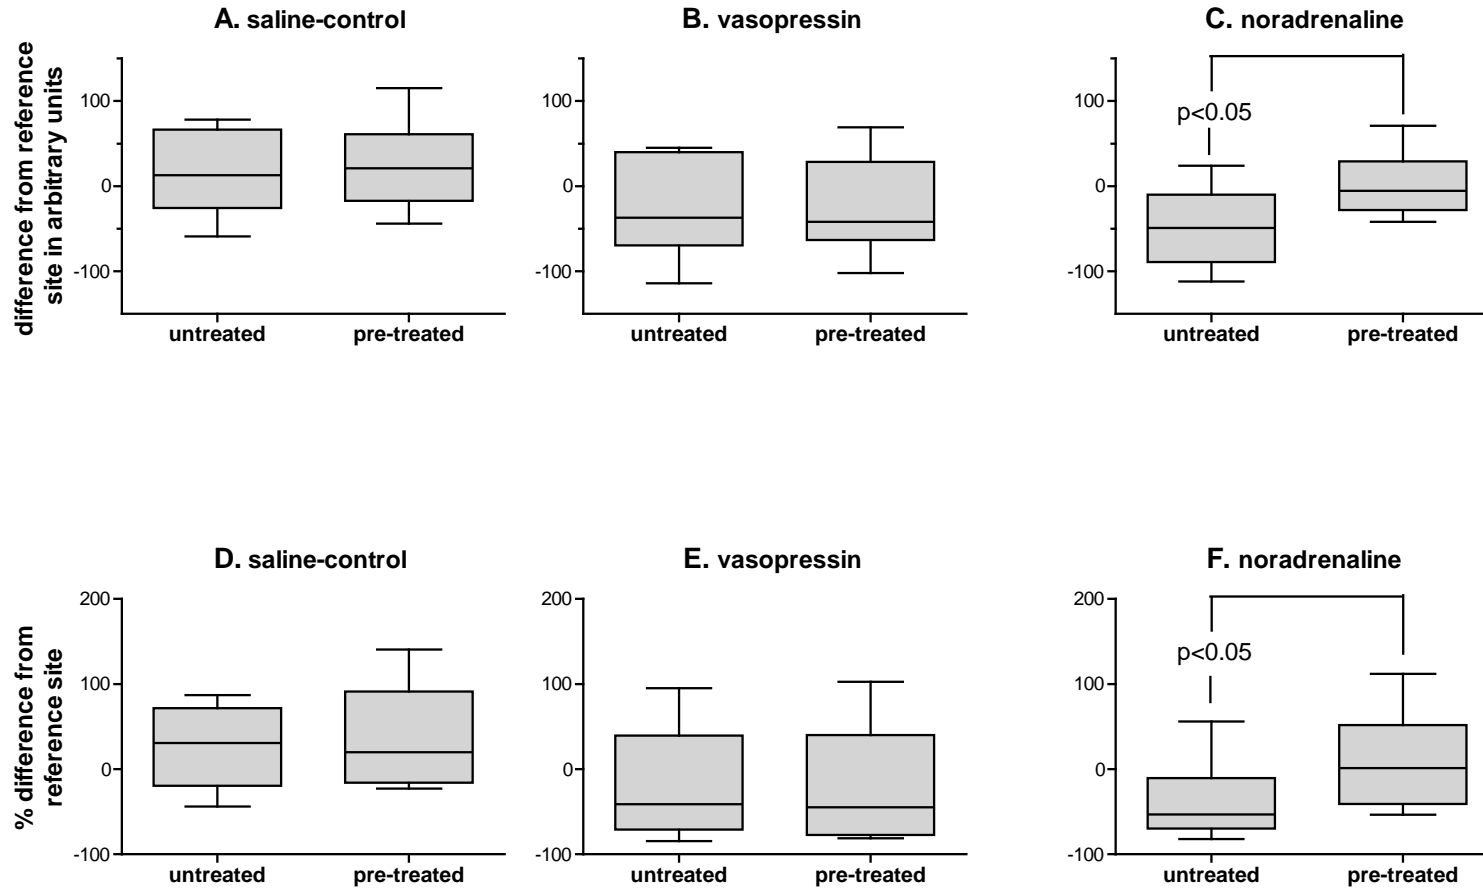 A. saline-control
B. vasopressin
C. noradrenaline
difference from reference
site in arbitrary units
100
0
-100
untreated
pre-treated
100
0
-100
untreated
pre-treated
100
0
-100
p<0.05
untreated
pre-treated
D. saline-control
E. vasopressin
F. noradrenaline
% difference from
reference site
200
100
0
-100
untreated
pre-treated
200
100
0
-100
untreated
pre-treated
200
100
0
-100
p<0.05
untreated
pre-treated